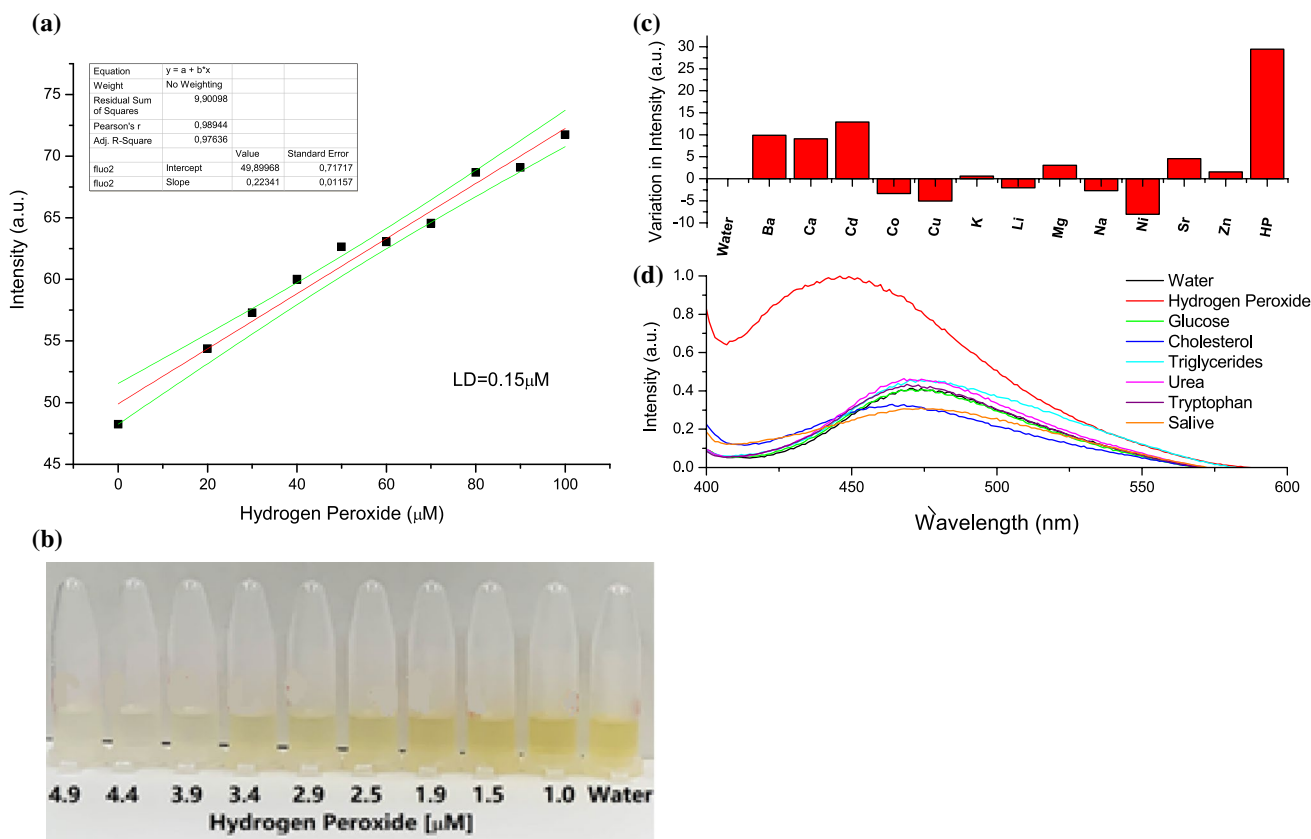 (a)
Equation y = a + b*x
Weight No Weighting
Residual Sum of Squares 9,90098
Pearson's r 0,98944
Adj. R-Square 0,97636
Value Standard Error
fluo2 Intercept 49,89968 0,71717
fluo2 Slope 0,22341 0,01157
75
70
65
60
55
50
45
Intensity (a.u.)
LD=0.15μM
0 20 40 60 80 100
Hydrogen Peroxide (μM)
(b)
4.9 4.4 3.9 3.4 2.9 2.5 1.9 1.5 1.0 Water
Hydrogen Peroxide [μM]
(c)
Variation in Intensity (a.u.)
30
25
20
15
10
5
0
-5
-10
Water Ba Ca Cd Co Cu K Li Mg Na Ni Sr Zn HP
(d)
Intensity (a.u.)
1.0
0.8
0.6
0.4
0.2
0.0
Water
Hydrogen Peroxide
Glucose
Cholesterol
Triglycerides
Urea
Tryptophan
Salive
400 450 500 550 600
Wavelength (nm)